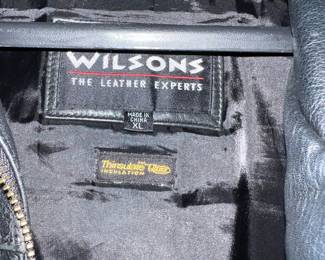 WILSONS
THE LEATHER EXPERTS
MADE IN
CHINA
XL
Thinsulate
INSULATION